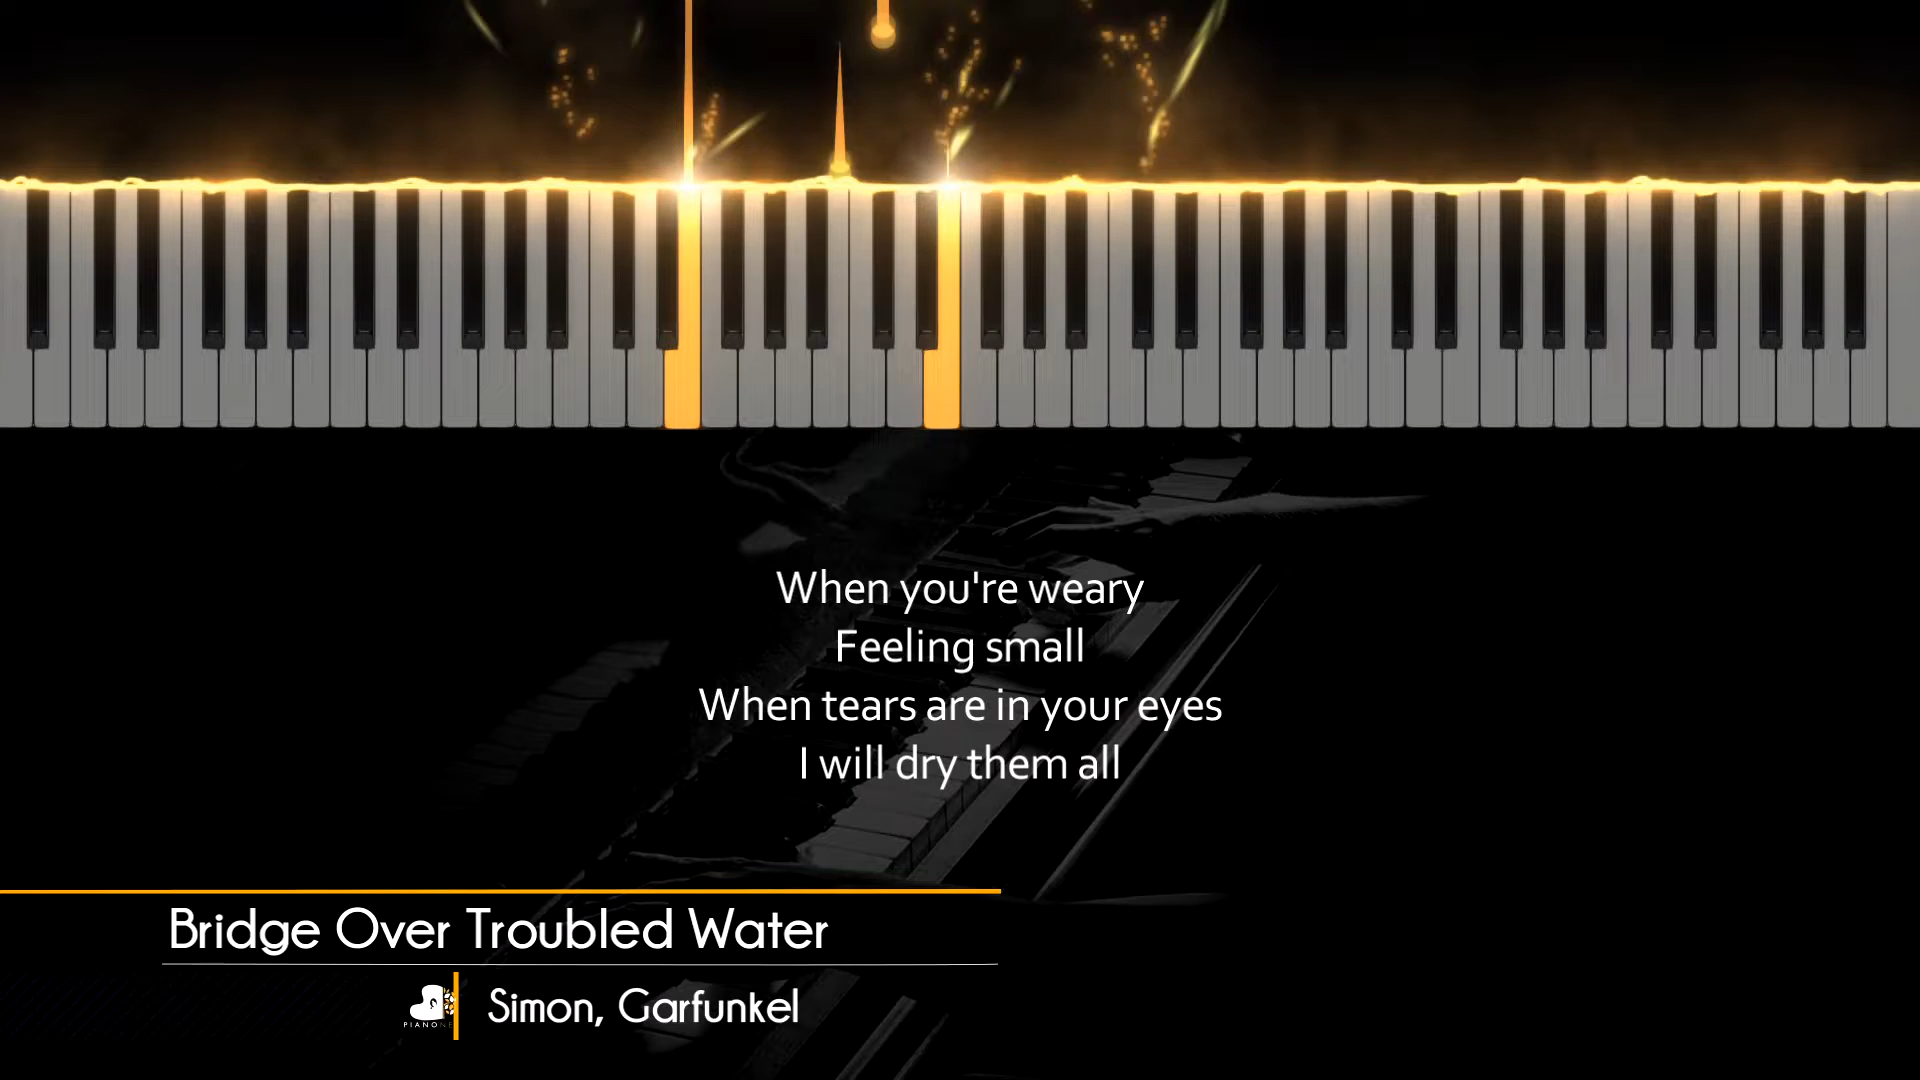 When you're weary
Feeling small
When tears are in your eyes
I will dry them all
Bridge Over Troubled Water
Simon, Garfunkel
PIANONE